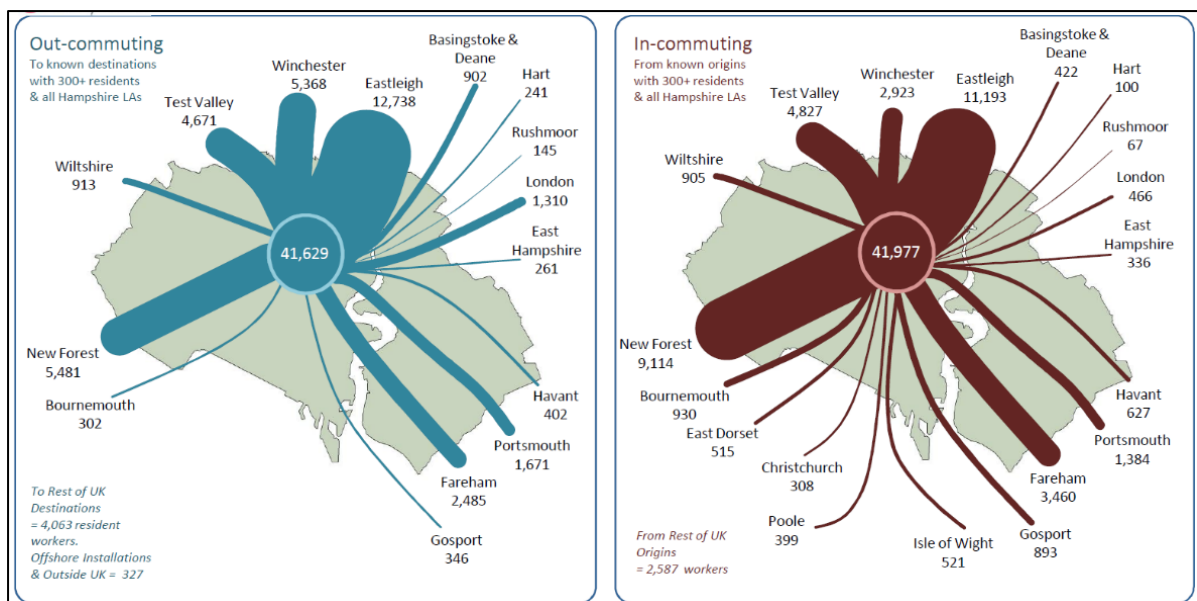 Out-commuting
To known destinations
with 300+ residents
& all Hampshire LAs
Winchester
5,368
Test Valley
4,671
Eastleigh
12,738
Basingstoke &
Deane
902
Hart
241
Rushmoor
145
London
1,310
East
Hampshire
261
Wiltshire
913
41,629
New Forest
5,481
Bournemouth
302
Havant
402
Portsmouth
1,671
Fareham
2,485
Gosport
346
To Rest of UK
Destinations
= 4,063 resident
workers.
Offshore Installations
& Outside UK = 327
In-commuting
From known origins
with 300+ residents
& all Hampshire LAs
Winchester
2,923
Test Valley
4,827
Eastleigh
11,193
Basingstoke &
Deane
422
Hart
100
Rushmoor
67
London
466
East
Hampshire
336
Wiltshire
905
41,977
New Forest
9,114
Bournemouth
930
East Dorset
515
Christchurch
308
Poole
399
Isle of Wight
521
Gosport
893
Fareham
3,460
Portsmouth
1,384
Havant
627
From Rest of UK
Origins
= 2,587 workers